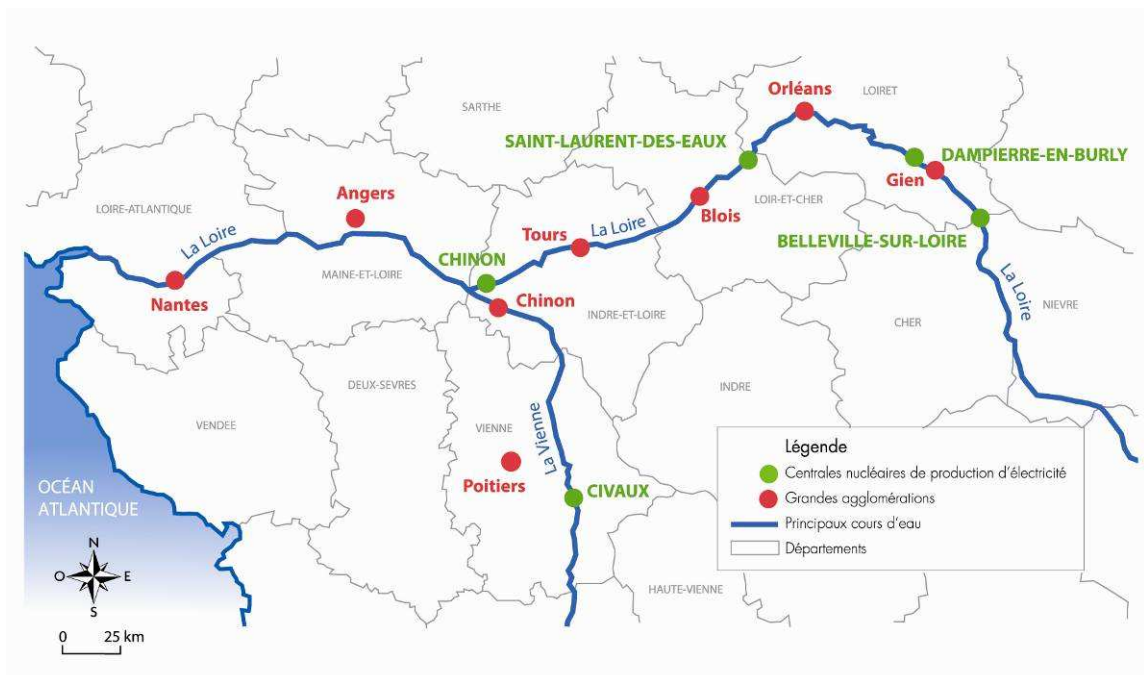 Orléans
LOIRET
SARTHE
SAINT-LAURENT-DES-EAUX
DAMPIERRE-EN-BURLY
Gien
Angers
LOIRE-ATLANTIQUE
La Loire
Blois
LOIR-ET-CHER
Tours
La Loire
BELLEVILLE-SUR-LOIRE
CHINON
MAINE-ET-LOIRE
Nantes
Chinon
INDRE-ET-LOIRE
La Loire
NIEVRE
CHER
DEUX-SEVRES
INDRE
VENDEE
VIENNE
La Vienne
Poitiers
CIVAUX
HAUTE-VIENNE
OCÉAN
ATLANTIQUE
N
O
E
S
0 25 km
Légende
Centrales nucléaires de production d'électricité
Grandes agglomérations
Principaux cours d'eau
Départements